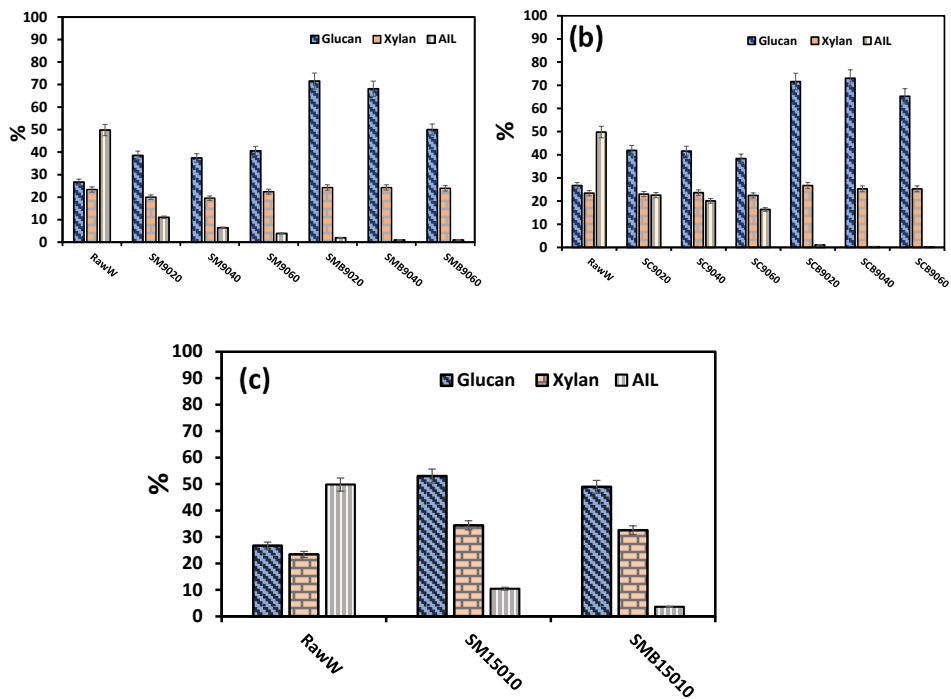 100
90
80
70
60
50
40
30
20
10
0
%
Glucan Xylan AIL
RawW
SM9020
SM9040
SM9060
SMB9020
SMB9040
SMB9060
100
90
80
70
60
50
40
30
20
10
0
%
(b)
Glucan Xylan AIL
RawW
SC9020
SC9040
SC9060
SCB9020
SCB9040
SCB9060
100
90
80
70
60
50
40
30
20
10
0
%
(c)
Glucan Xylan AIL
RawW
SM15010
SMB15010